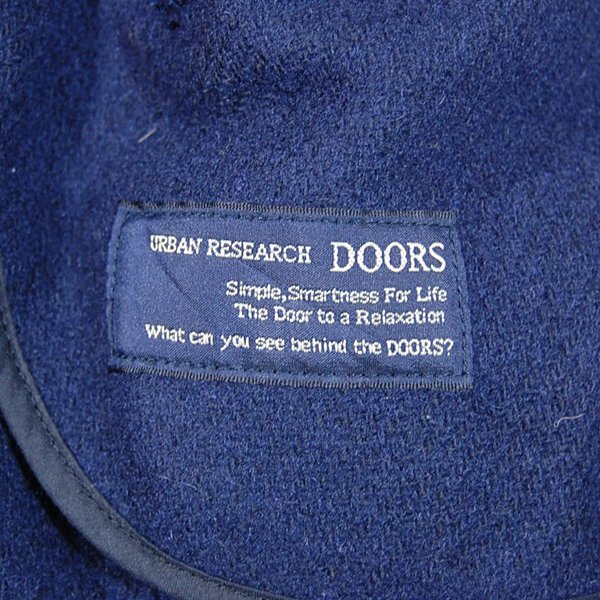 URBAN RESEARCH DOORS
Simple,Smartness For Life
The Door to a Relaxation
What can you see behind the DOORS?